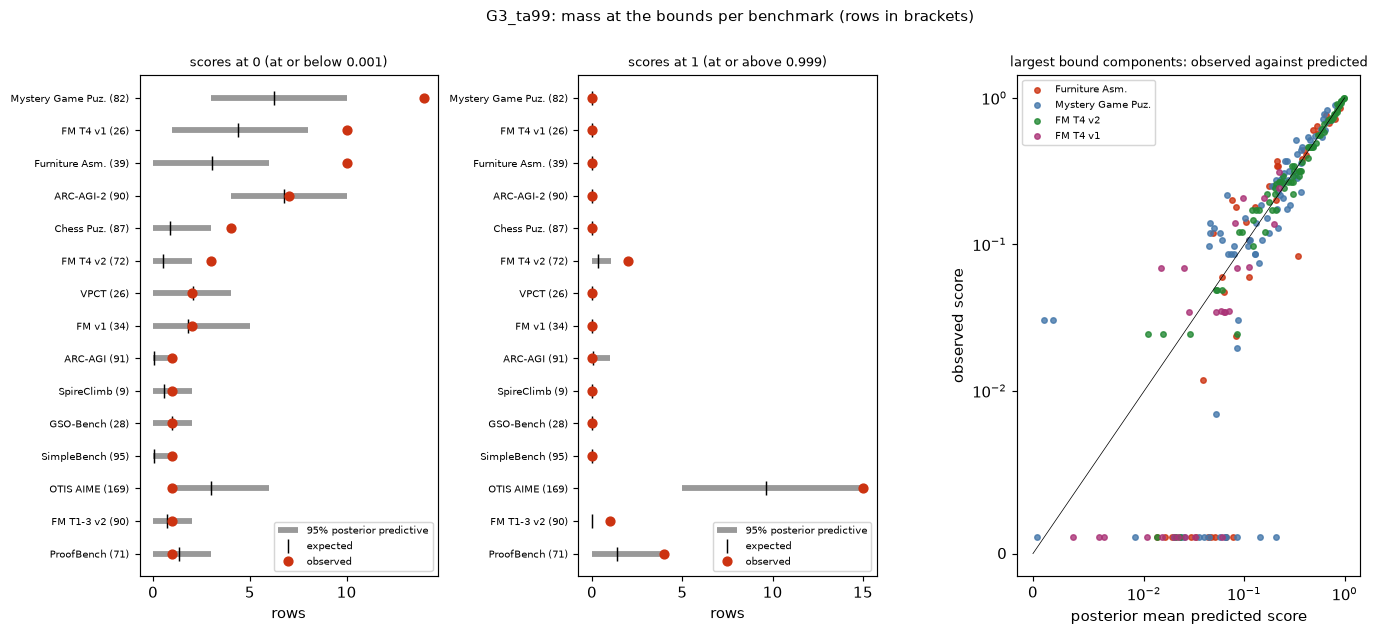 G3_ta99: mass at the bounds per benchmark (rows in brackets)
scores at 0 (at or below 0.001)
Mystery Game Puz. (82)
FM T4 v1 (26)
Furniture Asm. (39)
ARC-AGI-2 (90)
Chess Puz. (87)
FM T4 v2 (72)
VPCT (26)
FM v1 (34)
ARC-AGI (91)
SpireClimb (9)
GSO-Bench (28)
SimpleBench (95)
OTIS AIME (169)
FM T1-3 v2 (90)
ProofBench (71)
95% posterior predictive
expected
observed
0 5 10
rows
scores at 1 (at or above 0.999)
Mystery Game Puz. (82)
FM T4 v1 (26)
Furniture Asm. (39)
ARC-AGI-2 (90)
Chess Puz. (87)
FM T4 v2 (72)
VPCT (26)
FM v1 (34)
ARC-AGI (91)
SpireClimb (9)
GSO-Bench (28)
SimpleBench (95)
OTIS AIME (169)
FM T1-3 v2 (90)
ProofBench (71)
95% posterior predictive
expected
observed
0 5 10 15
rows
largest bound components: observed against predicted
Furniture Asm.
Mystery Game Puz.
FM T4 v2
FM T4 v1
observed score
10⁰
10⁻¹
10⁻²
0
0 10⁻² 10⁻¹ 10⁰
posterior mean predicted score